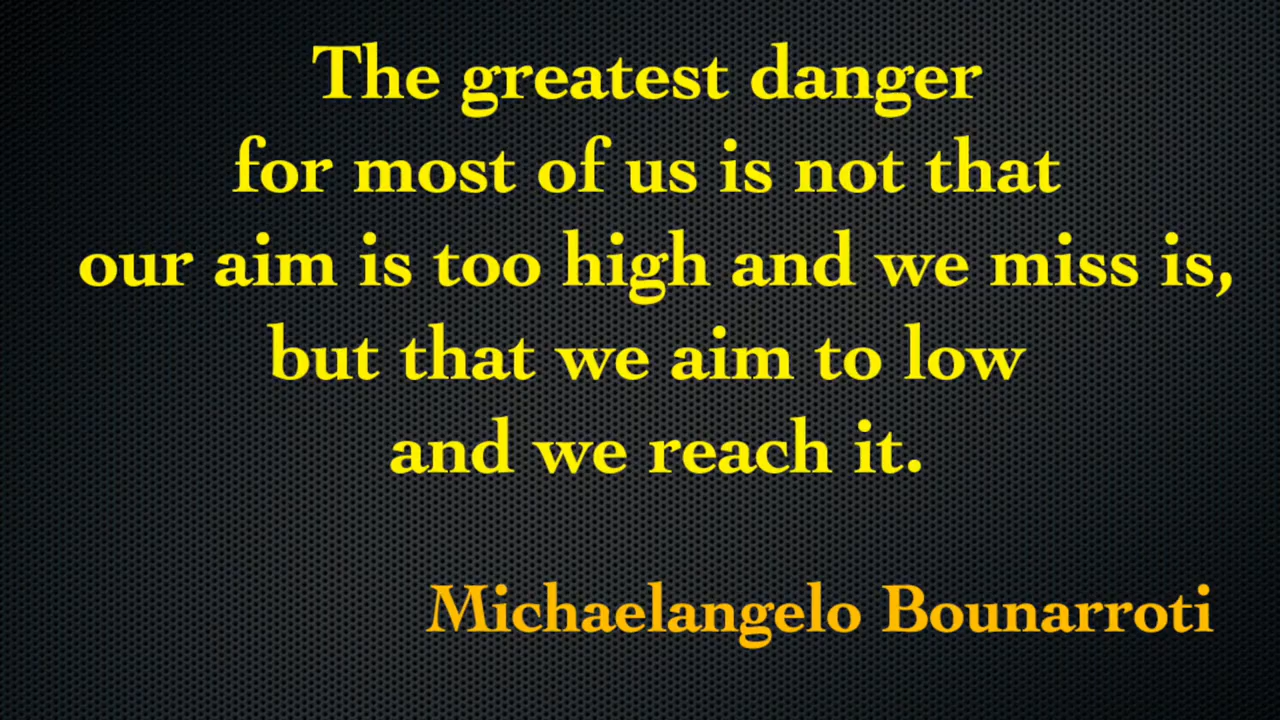 The greatest danger
for most of us is not that
our aim is too high and we miss is,
but that we aim to low
and we reach it.
Michaelangelo Bounarroti